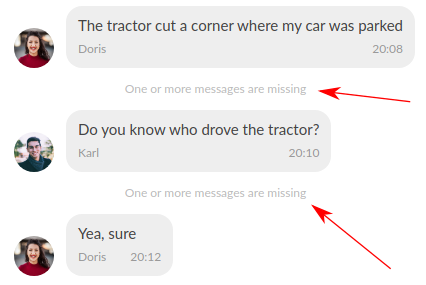 The tractor cut a corner where my car was parked
Doris 20:08
One or more messages are missing
Do you know who drove the tractor?
Karl 20:10
One or more messages are missing
Yea, sure
Doris 20:12